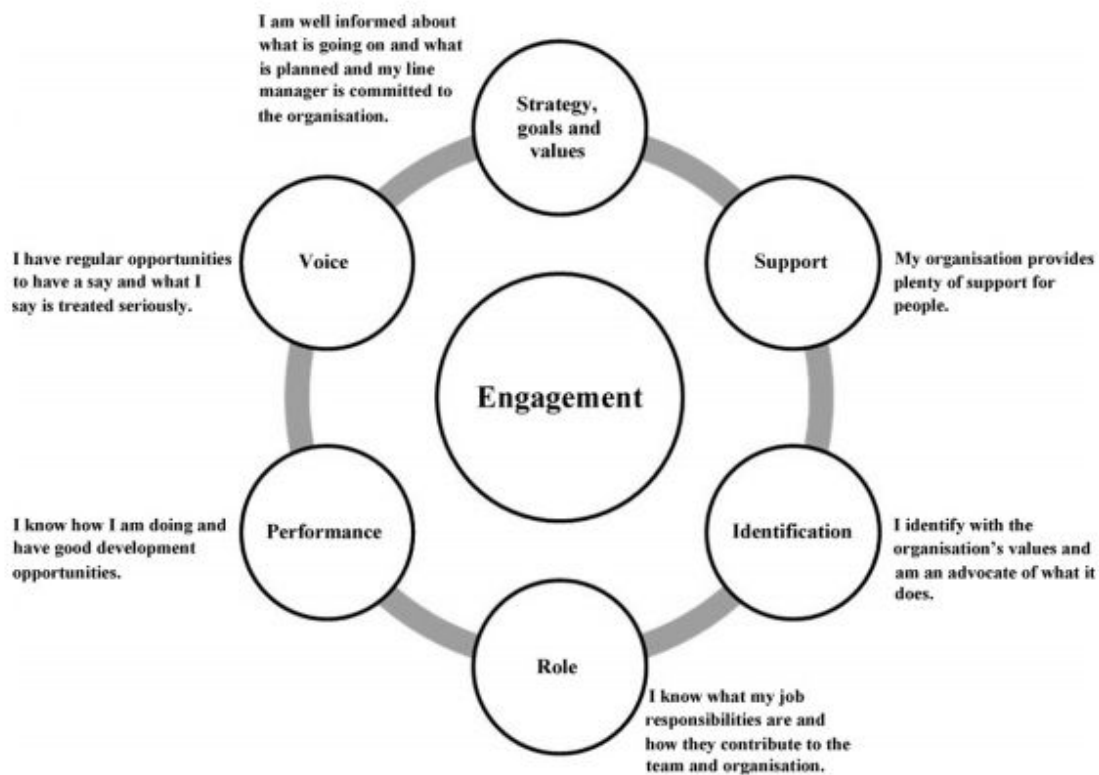 I am well informed about
what is going on and what
is planned and my line
manager is committed to
the organisation.
Strategy,
goals and
values
Voice
I have regular opportunities
to have a say and what I
say is treated seriously.
Support
My organisation provides
plenty of support for
people.
Engagement
Performance
I know how I am doing and
have good development
opportunities.
Identification
I identify with the
organisation’s values and
am an advocate of what it
does.
Role
I know what my job
responsibilities are and
how they contribute to the
team and organisation.